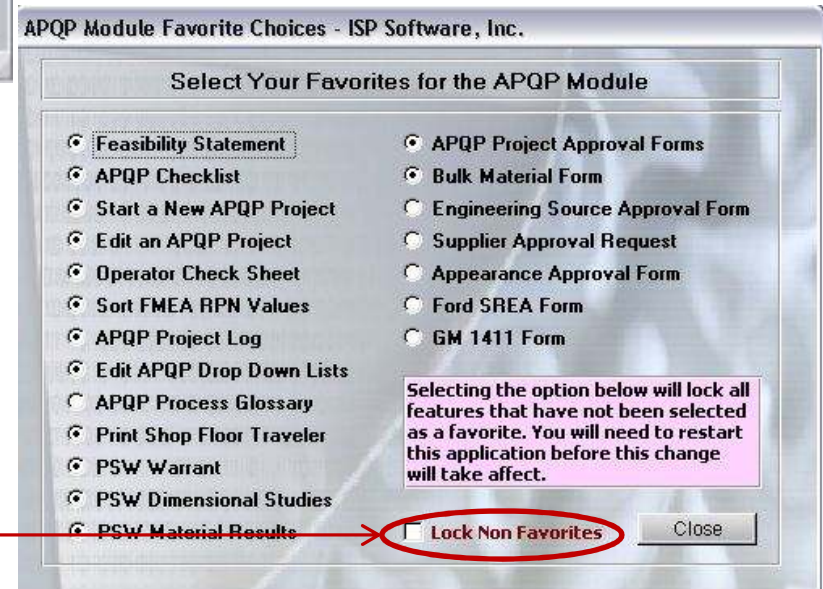 APQP Module Favorite Choices - ISP Software, Inc.
Select Your Favorites for the APQP Module
Feasibility Statement
APQP Checklist
Start a New APQP Project
Edit an APQP Project
Operator Check Sheet
Sort FMEA RPN Values
APQP Project Log
Edit APQP Drop Down Lists
APQP Process Glossary
Print Shop Floor Traveler
PSW Warrant
PSW Dimensional Studies
PSW Material Results
APQP Project Approval Forms
Bulk Material Form
Engineering Source Approval Form
Supplier Approval Request
Appearance Approval Form
Ford SREA Form
GM 1411 Form
Selecting the option below will lock all
features that have not been selected
as a favorite. You will need to restart
this application before this change
will take affect.
Lock Non Favorites
Close